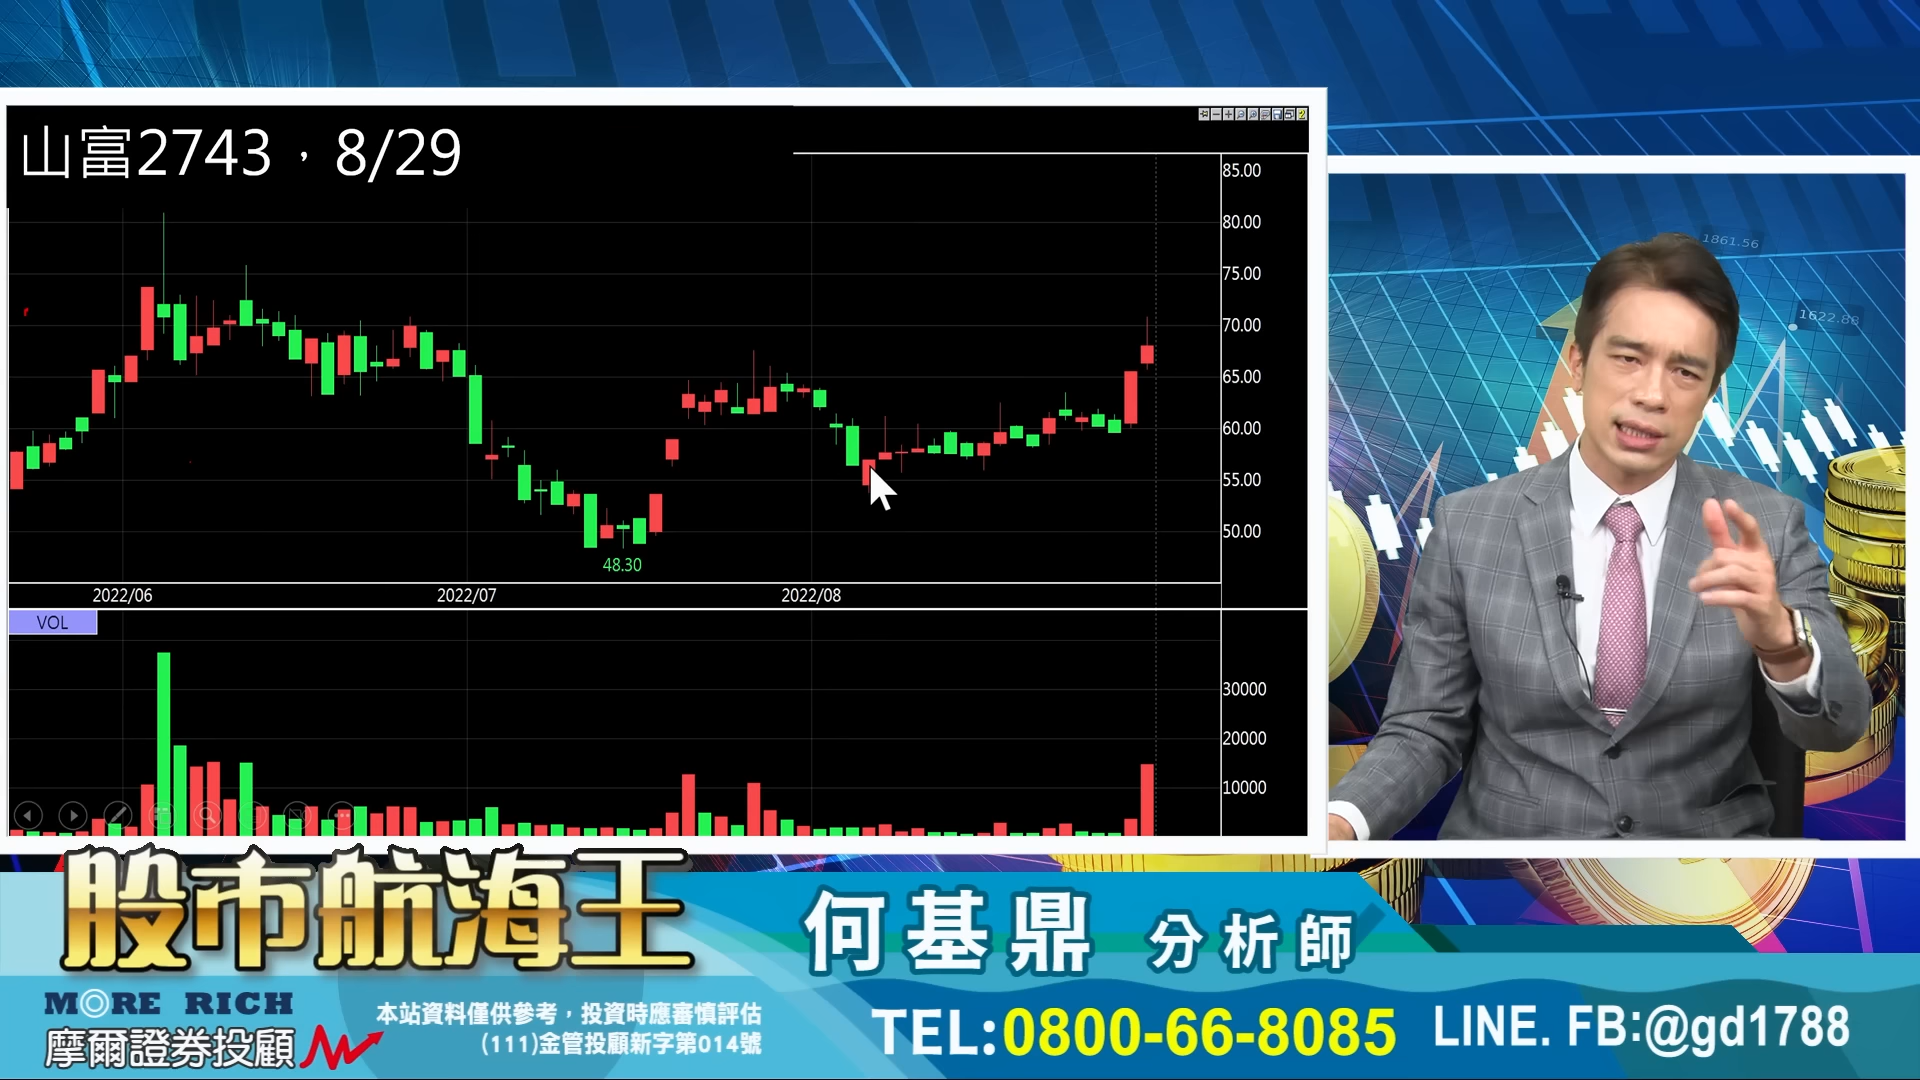 山富2743，8/29
85.00
80.00
75.00
70.00
65.00
60.00
55.00
50.00
48.30
2022/06
2022/07
2022/08
VOL
30000
20000
10000
1861.56
1622.88
股市航海王
何基鼎 分析師
MORE RICH
摩爾證券投顧
本站資料僅供參考，投資時應審慎評估
(111)金管投顧新字第014號
TEL:0800-66-8085
LINE. FB:@gd1788